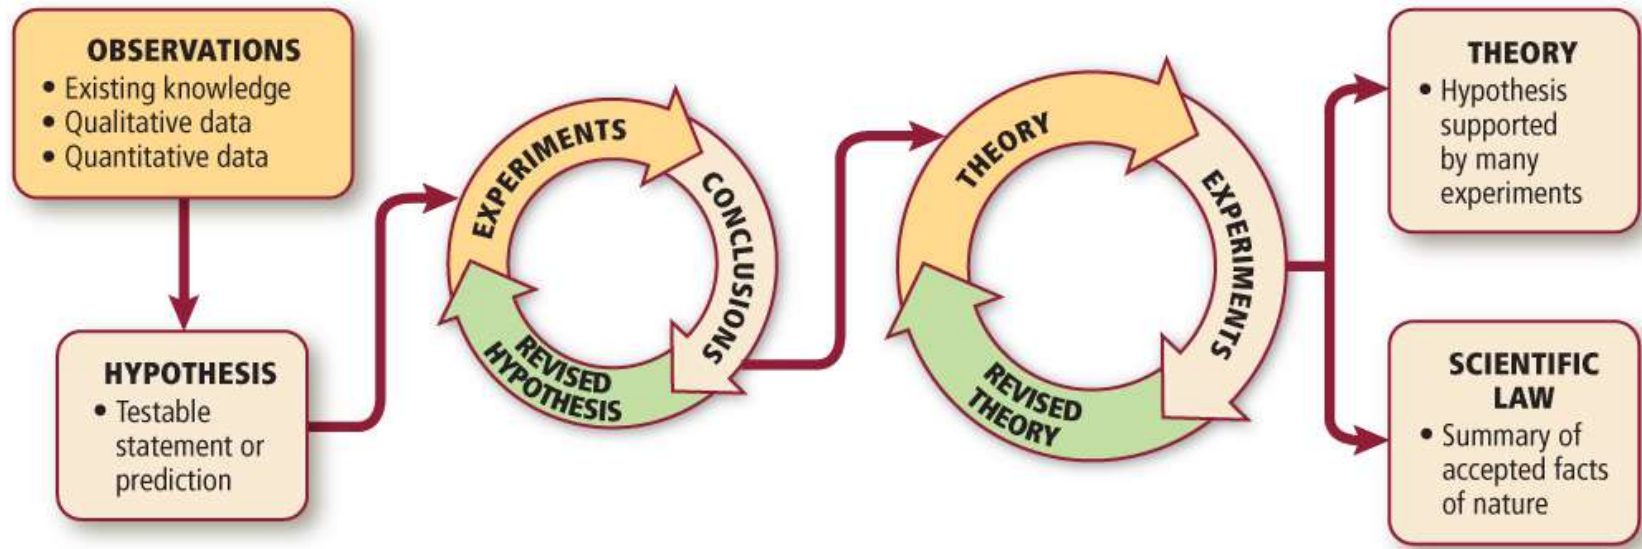 OBSERVATIONS
• Existing knowledge
• Qualitative data
• Quantitative data
HYPOTHESIS
• Testable
statement or
prediction
EXPERIMENTS
CONCLUSIONS
REVISED
HYPOTHESIS
THEORY
EXPERIMENTS
REVISED
THEORY
THEORY
• Hypothesis
supported
by many
experiments
SCIENTIFIC
LAW
• Summary of
accepted facts
of nature